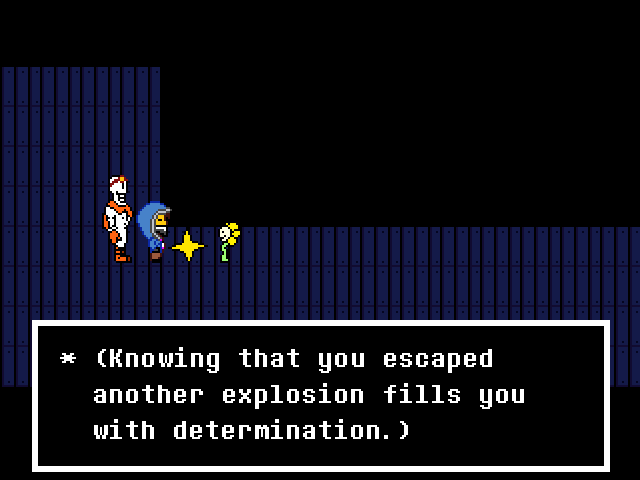 * (Knowing that you escaped
another explosion fills you
with determination.)